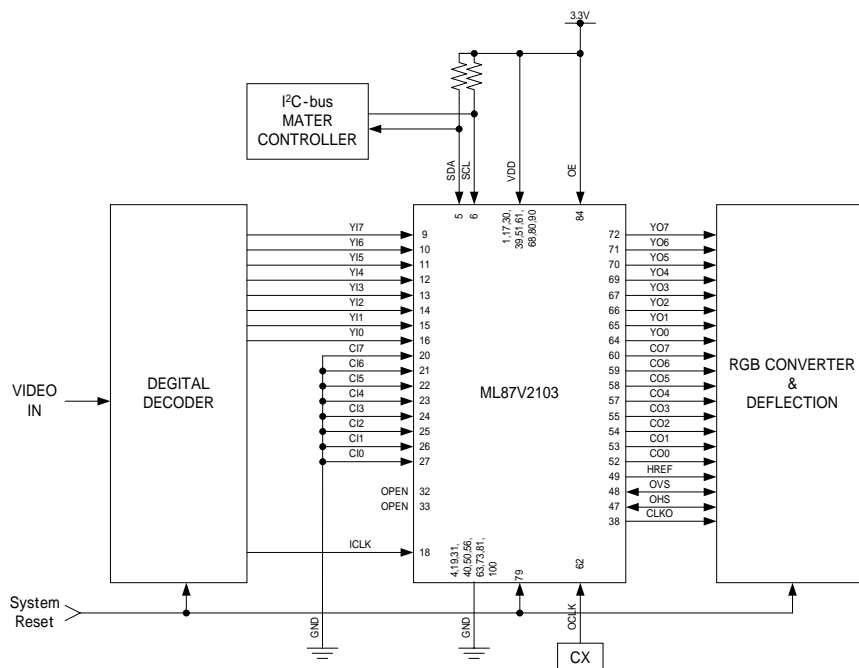 3.3V
I²C-bus
MATER
CONTROLLER
SDA
SCL
VDD
OE
5
6
1,17,30,
39,51,61,
68,80,90
84
VIDEO
IN
DEGITAL
DECODER
YI7
YI6
YI5
YI4
YI3
YI2
YI1
YI0
CI7
CI6
CI5
CI4
CI3
CI2
CI1
CI0
OPEN
OPEN
ICLK
9
10
11
12
13
14
15
16
20
21
22
23
24
25
26
27
32
33
18
ML87V2103
72
71
70
69
67
66
65
64
60
59
58
57
55
54
53
52
49
48
47
38
YO7
YO6
YO5
YO4
YO3
YO2
YO1
YO0
CO7
CO6
CO5
CO4
CO3
CO2
CO1
CO0
HREF
OVS
OHS
CLKO
RGB CONVERTER
&
DEFLECTION
4,19,31,
40,50,56,
63,73,81,
100
79
62
System
Reset
GND
GND
OCLK
CX